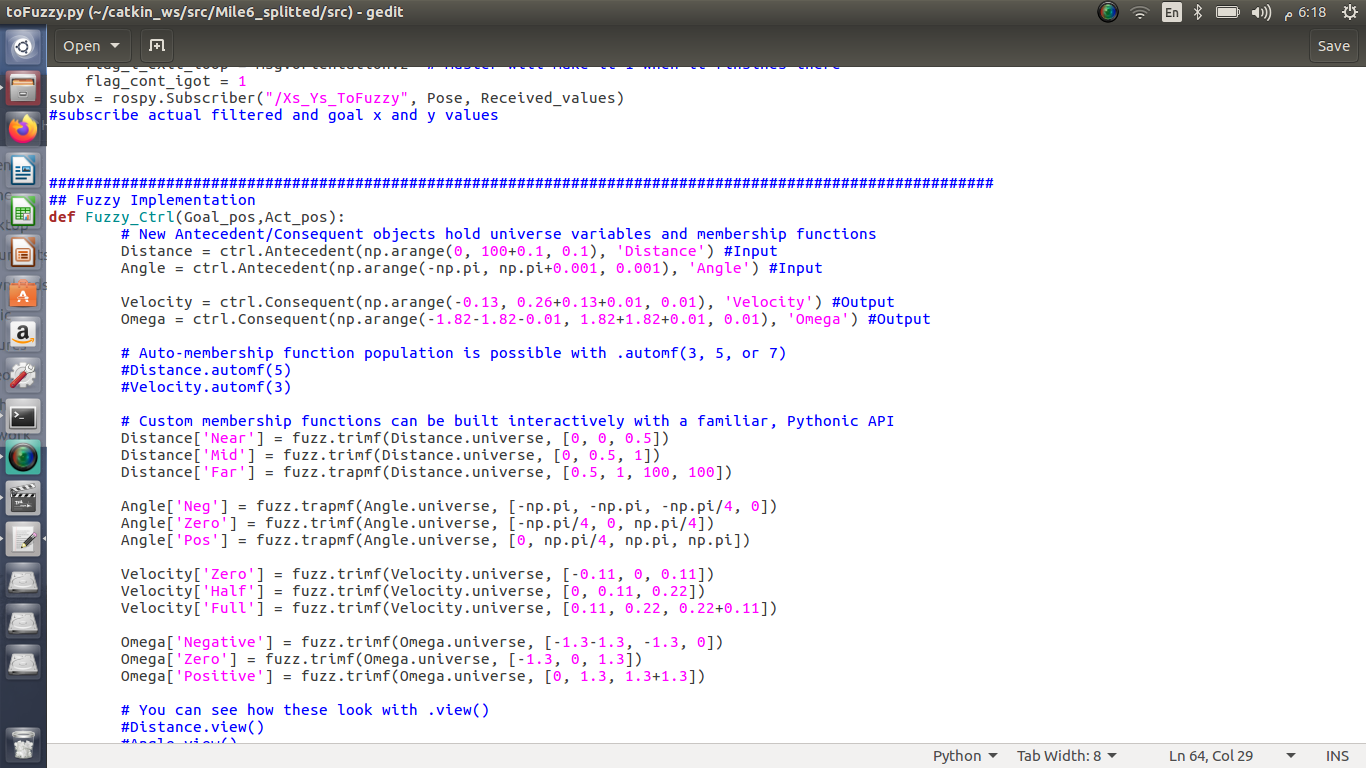 toFuzzy.py (~/catkin_ws/src/Mile6_splitted/src) - gedit
En
6:18 م
Open
Save
flag_cont_igot = 1
subx = rospy.Subscriber("/Xs_Ys_ToFuzzy", Pose, Received_values)
#subscribe actual filtered and goal x and y values
#########################################################################################################
## Fuzzy Implementation
def Fuzzy_Ctrl(Goal_pos,Act_pos):
# New Antecedent/Consequent objects hold universe variables and membership functions
Distance = ctrl.Antecedent(np.arange(0, 100+0.1, 0.1), 'Distance') #Input
Angle = ctrl.Antecedent(np.arange(-np.pi, np.pi+0.001, 0.001), 'Angle') #Input
Velocity = ctrl.Consequent(np.arange(-0.13, 0.26+0.13+0.01, 0.01), 'Velocity') #Output
Omega = ctrl.Consequent(np.arange(-1.82-1.82-0.01, 1.82+1.82+0.01, 0.01), 'Omega') #Output
# Auto-membership function population is possible with .automf(3, 5, or 7)
#Distance.automf(5)
#Velocity.automf(3)
# Custom membership functions can be built interactively with a familiar, Pythonic API
Distance['Near'] = fuzz.trimf(Distance.universe, [0, 0, 0.5])
Distance['Mid'] = fuzz.trimf(Distance.universe, [0, 0.5, 1])
Distance['Far'] = fuzz.trapmf(Distance.universe, [0.5, 1, 100, 100])
Angle['Neg'] = fuzz.trapmf(Angle.universe, [-np.pi, -np.pi, -np.pi/4, 0])
Angle['Zero'] = fuzz.trimf(Angle.universe, [-np.pi/4, 0, np.pi/4])
Angle['Pos'] = fuzz.trapmf(Angle.universe, [0, np.pi/4, np.pi, np.pi])
Velocity['Zero'] = fuzz.trimf(Velocity.universe, [-0.11, 0, 0.11])
Velocity['Half'] = fuzz.trimf(Velocity.universe, [0, 0.11, 0.22])
Velocity['Full'] = fuzz.trimf(Velocity.universe, [0.11, 0.22, 0.22+0.11])
Omega['Negative'] = fuzz.trimf(Omega.universe, [-1.3-1.3, -1.3, 0])
Omega['Zero'] = fuzz.trimf(Omega.universe, [-1.3, 0, 1.3])
Omega['Positive'] = fuzz.trimf(Omega.universe, [0, 1.3, 1.3+1.3])
# You can see how these look with .view()
#Distance.view()
#Angle.view()
Python
Tab Width: 8
Ln 64, Col 29
INS